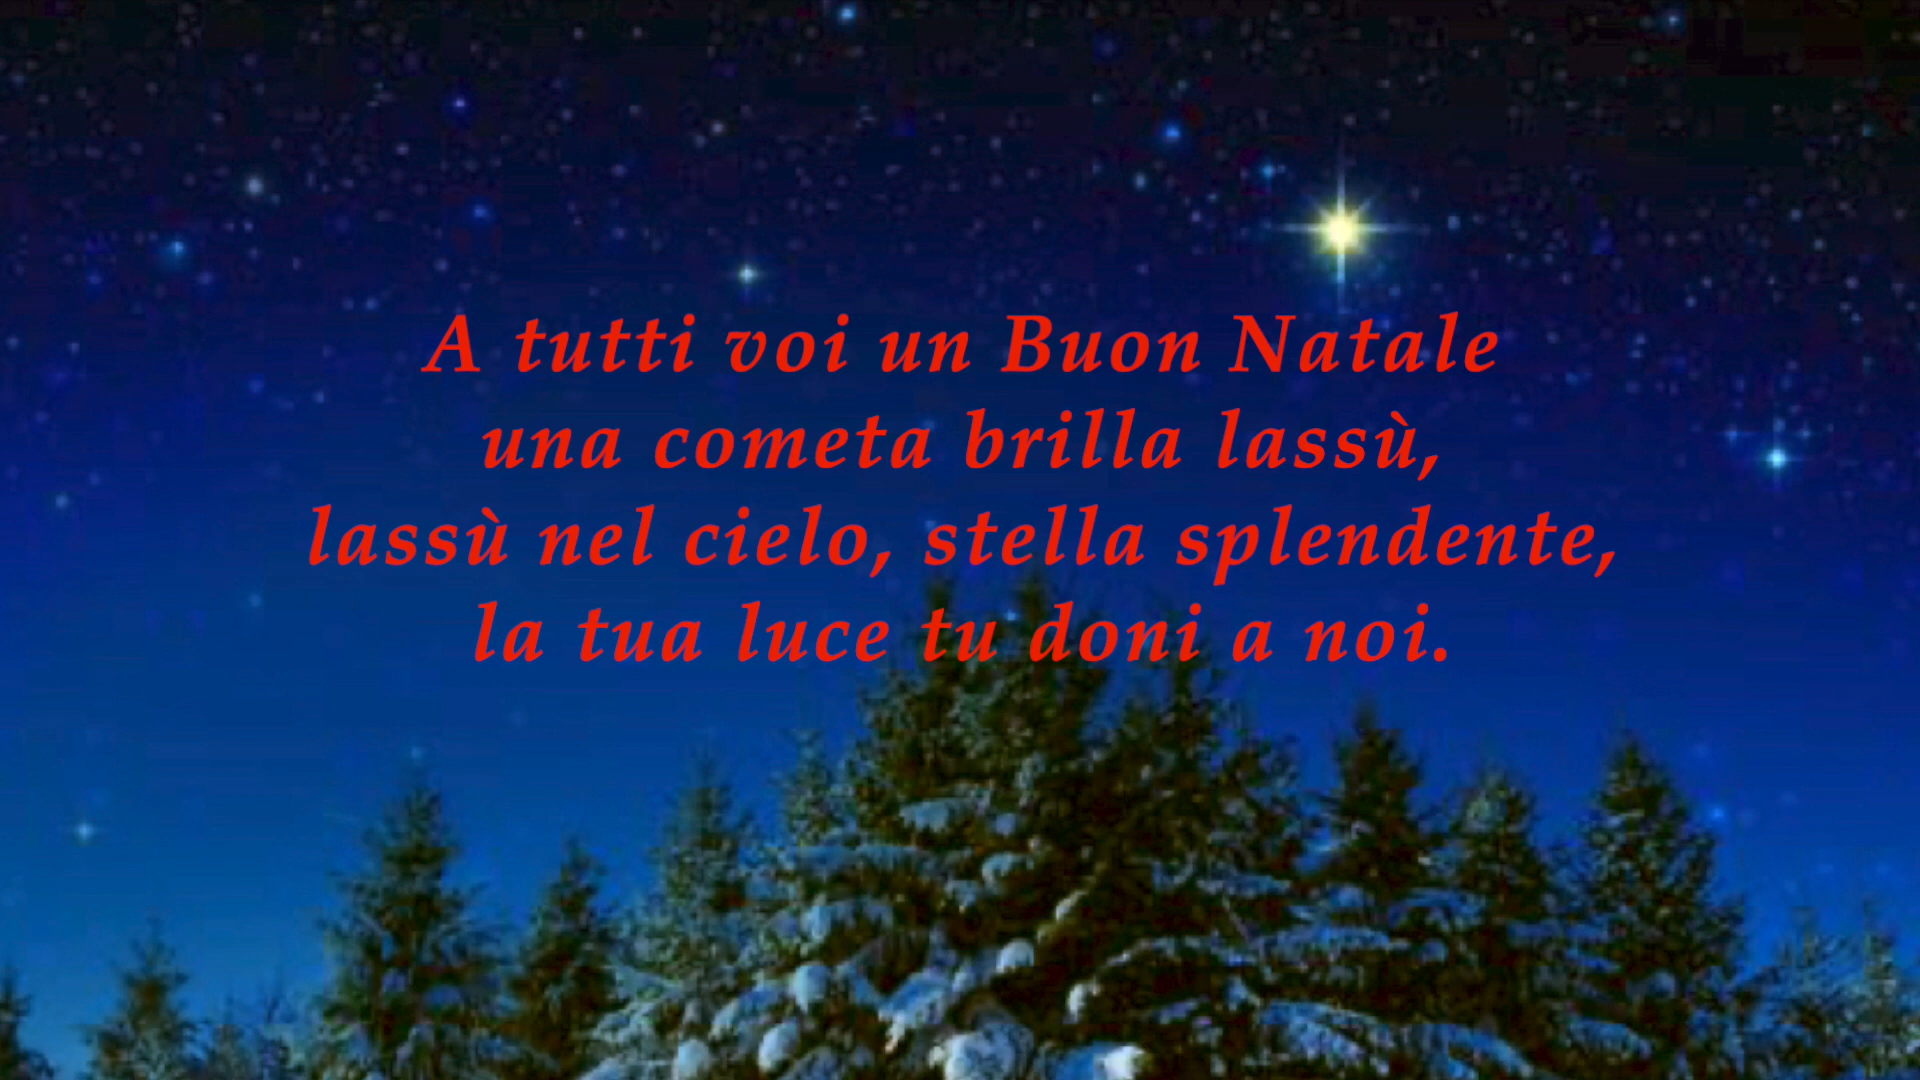 A tutti voi un Buon Natale
una cometa brilla lassù,
lassù nel cielo, stella splendente,
la tua luce tu doni a noi.